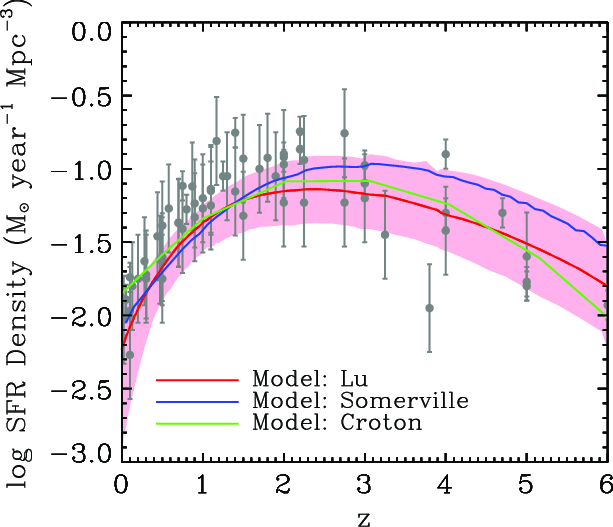 log SFR Density (M⊙ year⁻¹ Mpc⁻³)
0.0
−0.5
−1.0
−1.5
−2.0
−2.5
−3.0
Model: Lu
Model: Somerville
Model: Croton
0 1 2 3 4 5 6
z